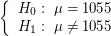 H₀ : μ = 1055
H₁ : μ ≠ 1055